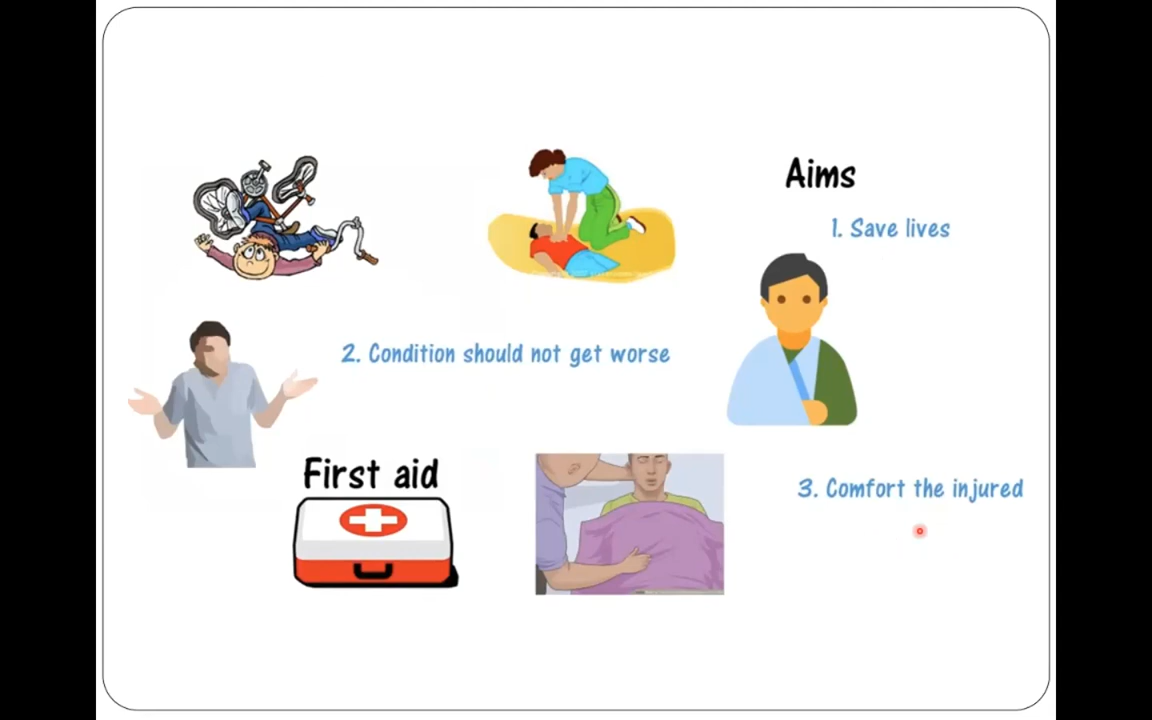 Aims
1. Save lives
2. Condition should not get worse
First aid
3. Comfort the injured